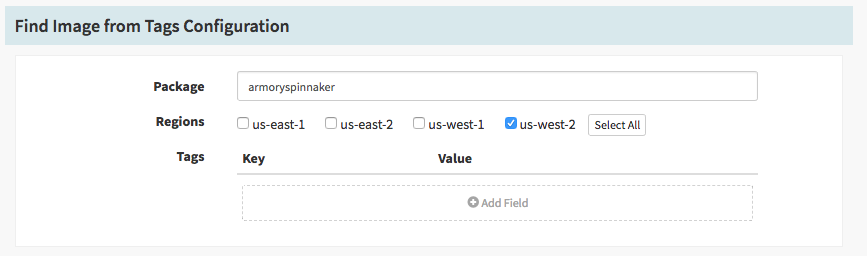 Find Image from Tags Configuration
Package armoryspinnaker
Regions us-east-1 us-east-2 us-west-1 us-west-2 Select All
Tags Key Value
Add Field